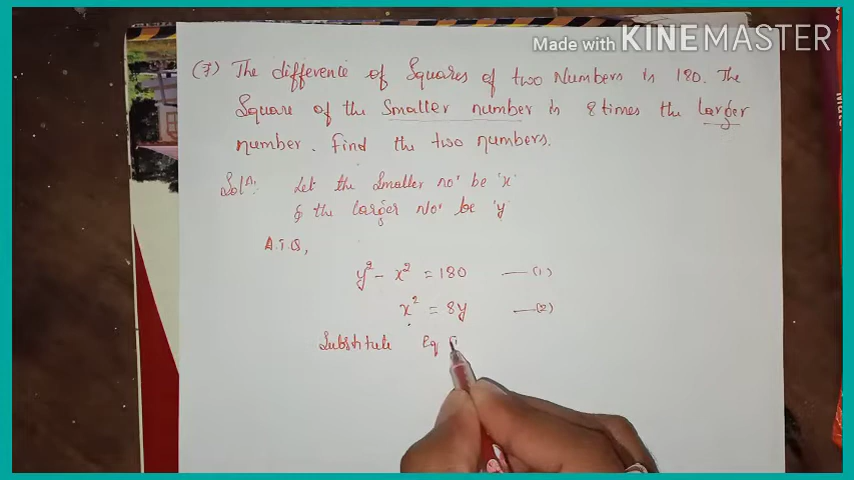 Made with KINEMASTER
(7) The difference of Squares of two Numbers is 180. The
Square of the Smaller number is 8 times the larger
number. Find the two numbers.
Soln: Let the Smaller no' be 'x'
& the larger No' be 'y'
A.T.Q,
y² - x² = 180 —(1)
x² = 8y —(2)
Substitute Eq